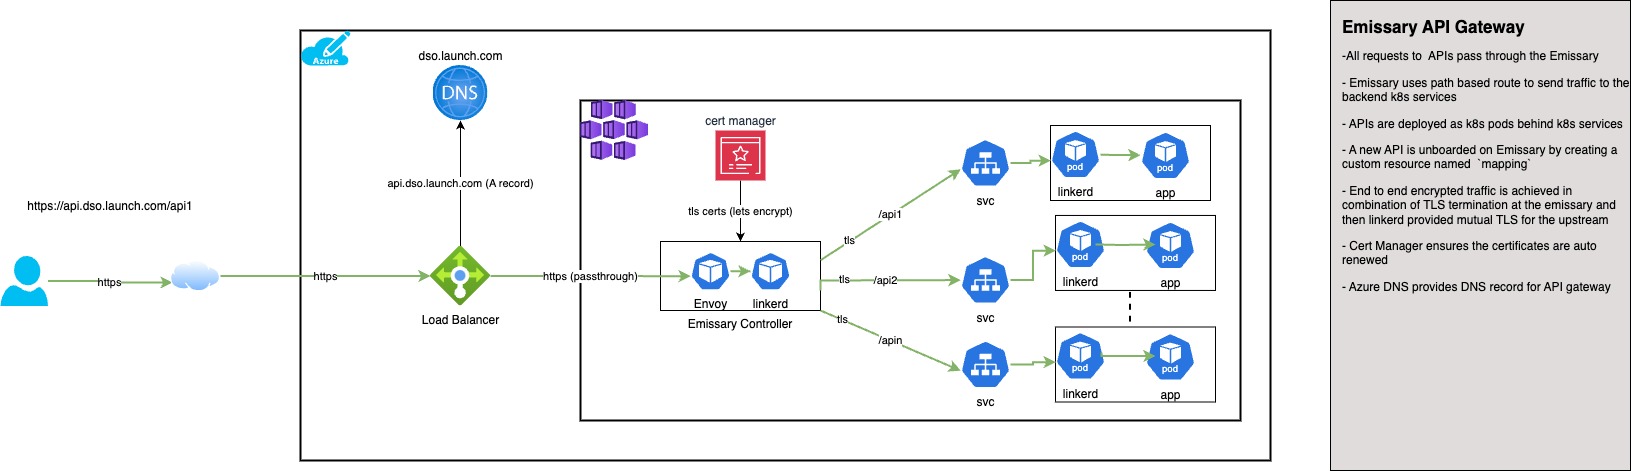 https://api.dso.launch.com/api1
https
Azure
dso.launch.com
DNS
api.dso.launch.com (A record)
https
Load Balancer
https (passthrough)
cert manager
tls certs (lets encrypt)
Envoy
linkerd
Emissary Controller
tls
/api1
tls
/api2
tls
/apin
svc
pod
linkerd
pod
app
svc
pod
linkerd
pod
app
svc
pod
linkerd
pod
app
Emissary API Gateway
-All requests to APIs pass through the Emissary
- Emissary uses path based route to send traffic to the
backend k8s services
- APIs are deployed as k8s pods behind k8s services
- A new API is unboarded on Emissary by creating a
custom resource named `mapping`
- End to end encrypted traffic is achieved in
combination of TLS termination at the emissary and
then linkerd provided mutual TLS for the upstream
- Cert Manager ensures the certificates are auto
renewed
- Azure DNS provides DNS record for API gateway